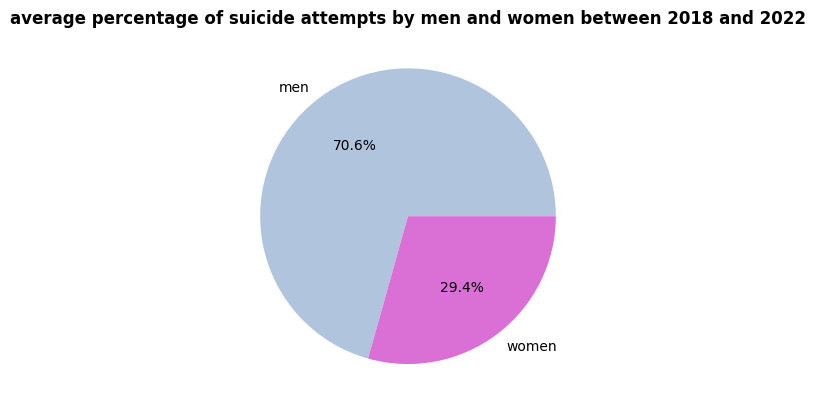 average percentage of suicide attempts by men and women between 2018 and 2022
men
70.6%
29.4%
women